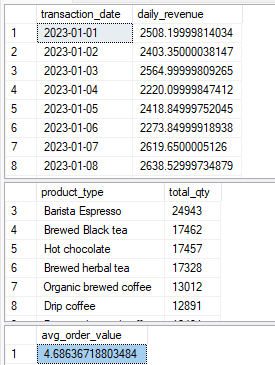 transaction_date daily_revenue
1 2023-01-01 2508.19999814034
2 2023-01-02 2403.35000038147
3 2023-01-03 2564.99999809265
4 2023-01-04 2220.09999847412
5 2023-01-05 2418.84999752045
6 2023-01-06 2273.84999918938
7 2023-01-07 2619.6500005126
8 2023-01-08 2638.52999734879
product_type total_qty
3 Barista Espresso 24943
4 Brewed Black tea 17462
5 Hot chocolate 17457
6 Brewed herbal tea 17328
7 Organic brewed coffee 13012
8 Drip coffee 12891
avg_order_value
1 4.68636718803484